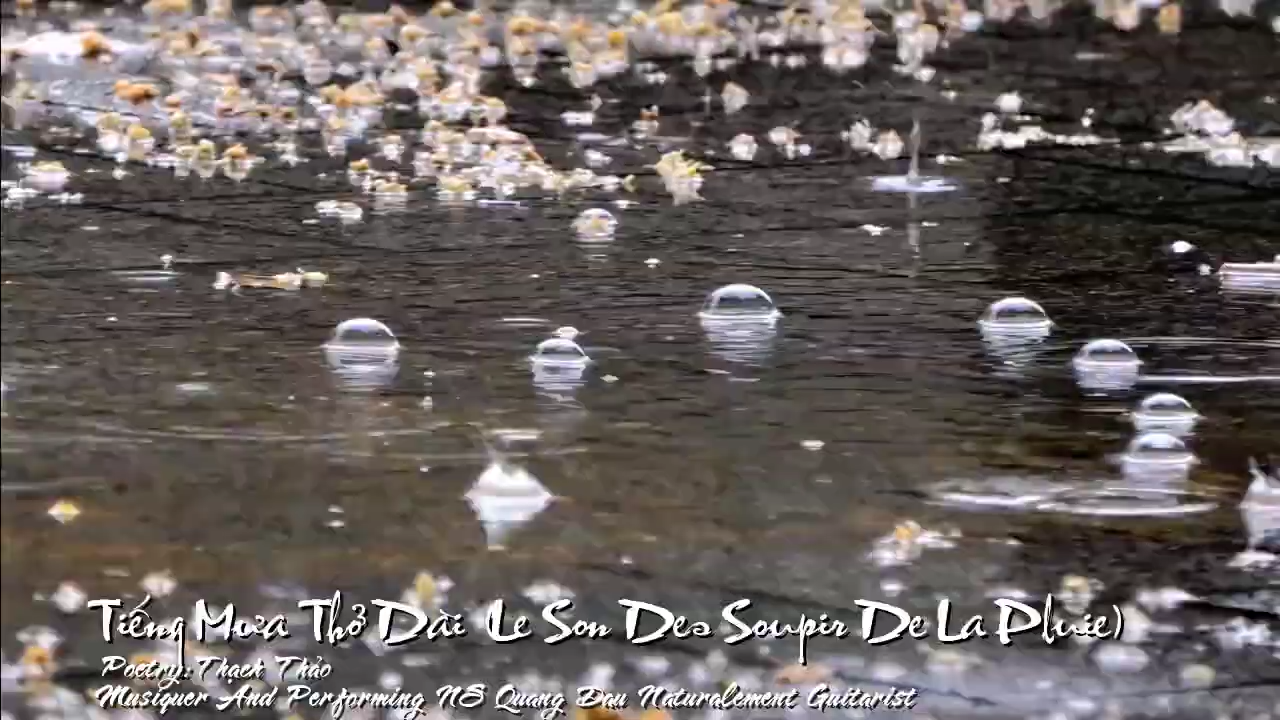 Tiếng Mưa Thở Dài (Le Son Des Soupir De La Pluie)
Poetry: Thạch Thảo
Musiquer And Performing NS Quang Đau Naturalement Guitarist